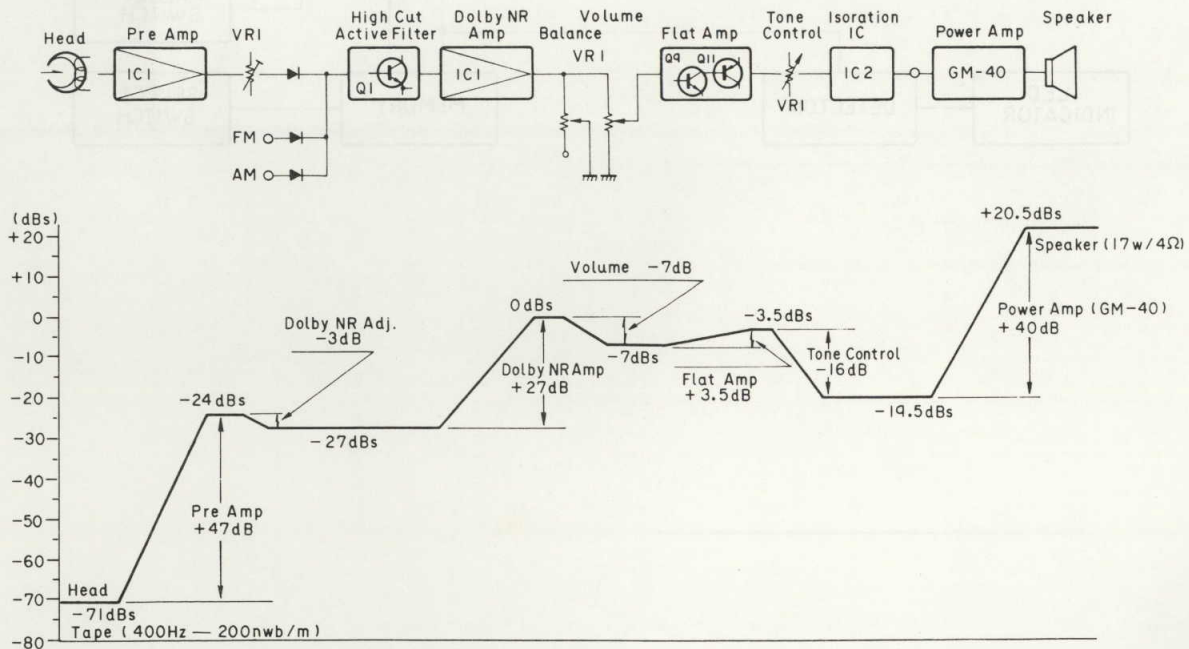 Head
Pre Amp
VR1
High Cut
Active Filter
Dolby NR
Amp
Balance
Volume
VR1
Flat Amp
Tone
Control
Isoration
IC
Power Amp
Speaker
IC1
Q1
IC1
Q9
Q11
VR1
IC2
GM-40
FM
AM
(dBs)
+20
+10
0
-10
-20
-30
-40
-50
-60
-70
-80
+20.5dBs
Speaker (17w/4Ω)
Power Amp (GM-40)
+40dB
Volume -7dB
0dBs
-3.5dBs
Dolby NR Adj.
-3dB
-7dBs
Tone Control
-16dB
Dolby NR Amp
+27dB
Flat Amp
+3.5dB
-24dBs
-19.5dBs
-27dBs
Pre Amp
+47dB
Head
-71dBs
Tape (400Hz — 200nwb/m)